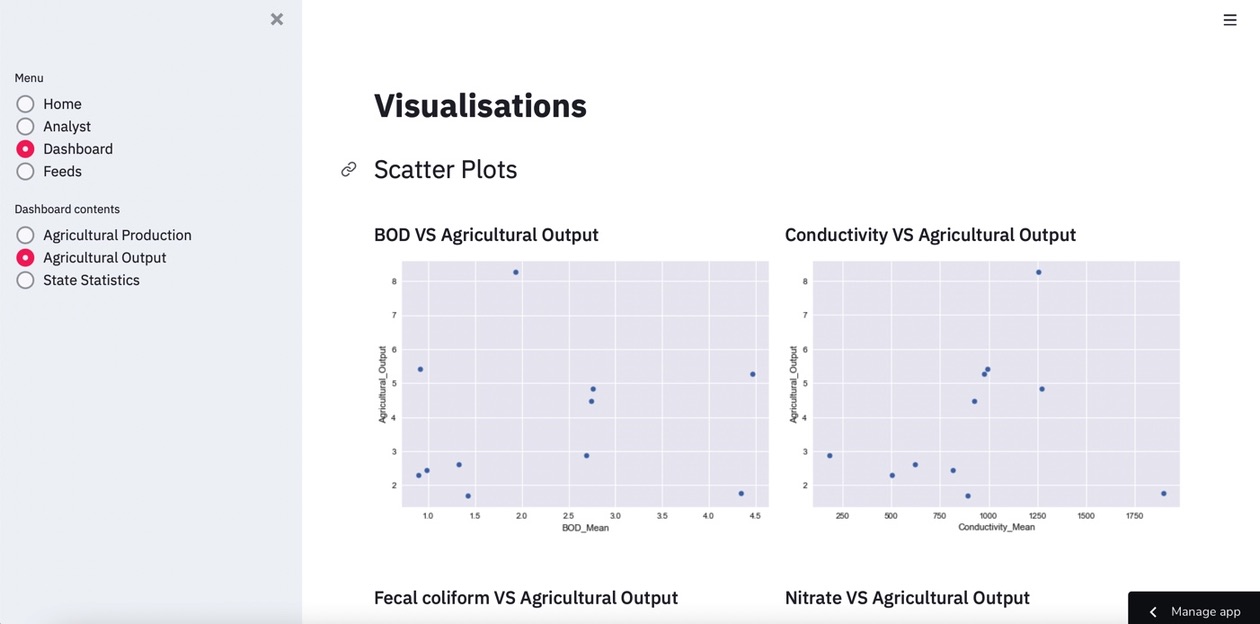 Menu
Home
Analyst
Dashboard
Feeds
Dashboard contents
Agricultural Production
Agricultural Output
State Statistics
Visualisations
Scatter Plots
BOD VS Agricultural Output
8
7
6
5
4
3
2
Agricultural_Output
1.0 1.5 2.0 2.5 3.0 3.5 4.0 4.5
BOD_Mean
Conductivity VS Agricultural Output
8
7
6
5
4
3
2
Agricultural_Output
250 500 750 1000 1250 1500 1750
Conductivity_Mean
Fecal coliform VS Agricultural Output
Nitrate VS Agricultural Output
Manage app